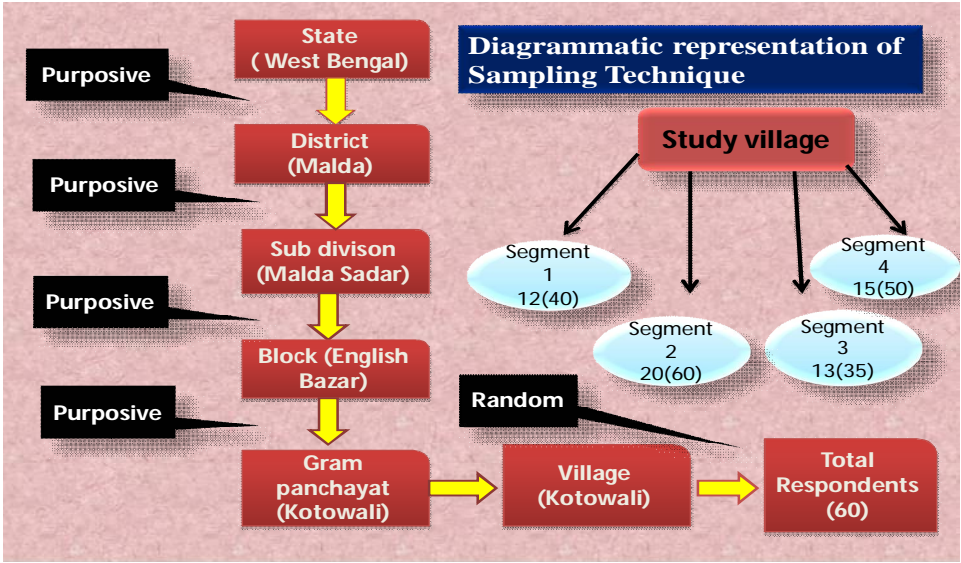 Diagrammatic representation of
Sampling Technique
State
( West Bengal)
Purposive
District
(Malda)
Purposive
Sub divison
(Malda Sadar)
Purposive
Block (English
Bazar)
Purposive
Gram
panchayat
(Kotowali)
Village
(Kotowali)
Random
Total
Respondents
(60)
Study village
Segment
1
12(40)
Segment
2
20(60)
Segment
3
13(35)
Segment
4
15(50)